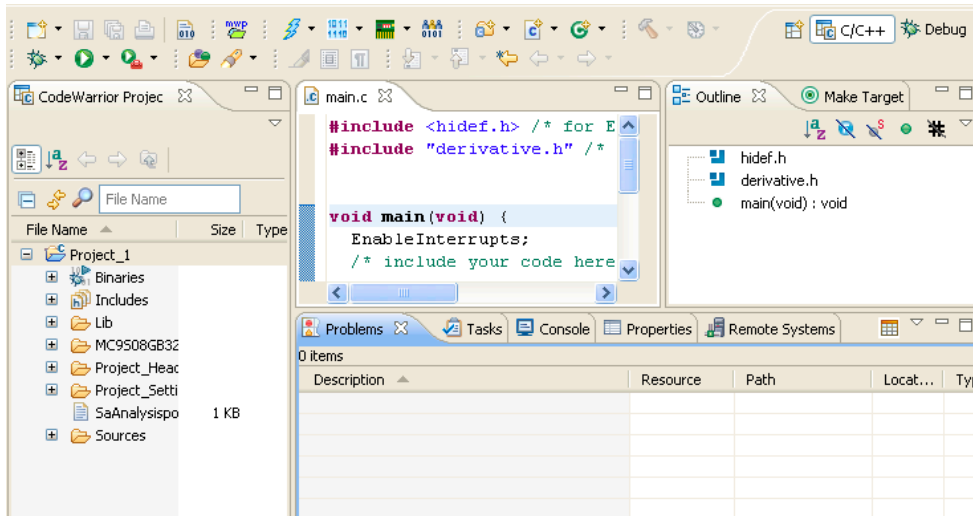 C/C++ Debug
CodeWarrior Projec
File Name
File Name Size Type
Project_1
Binaries
Includes
Lib
MC9S08GB32
Project_Head
Project_Setti
SaAnalysispo 1 KB
Sources
main.c
#include <hidef.h> /* for E
#include "derivative.h" /*
void main(void) {
EnableInterrupts;
/* include your code here
Outline Make Target
hidef.h
derivative.h
main(void) : void
Problems Tasks Console Properties Remote Systems
0 items
Description Resource Path Locat... Ty